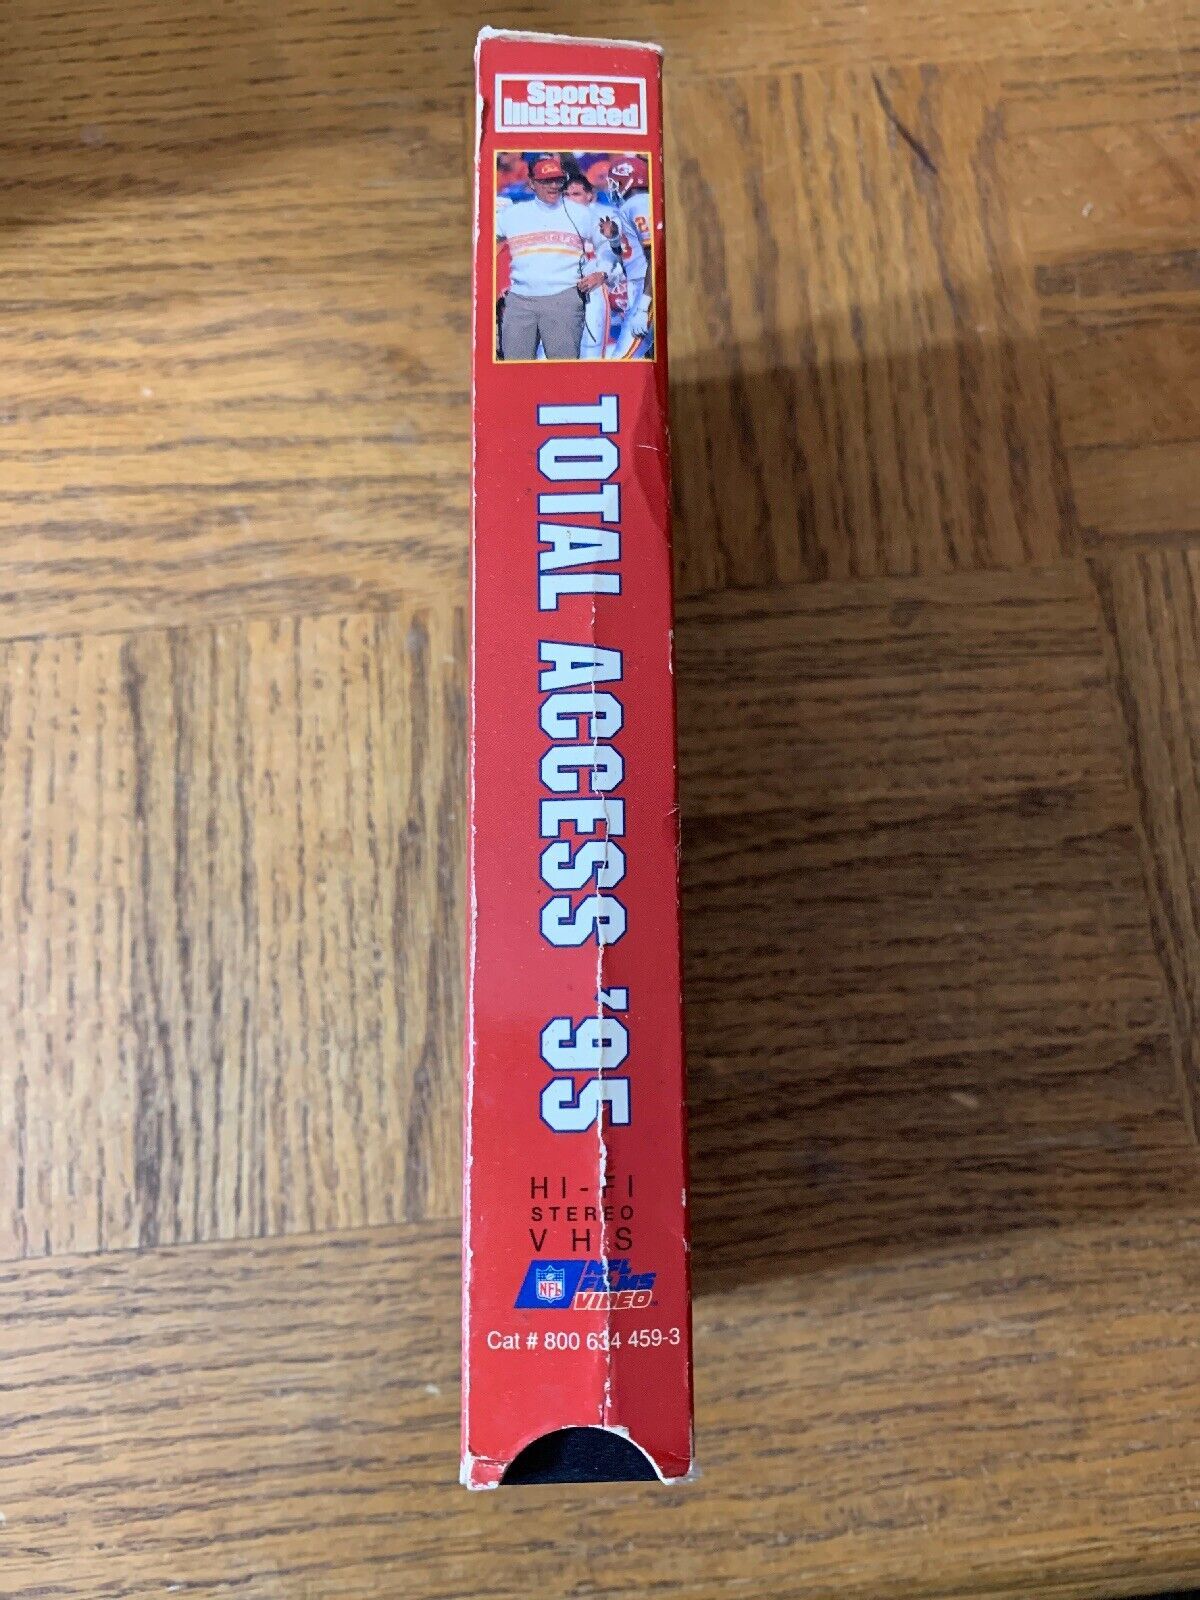 Sports
Illustrated
TOTAL ACCESS '95
HI-FI
STEREO
VHS
NFL
NFL
FILMS
VIDEO
Cat # 800 634 459-3